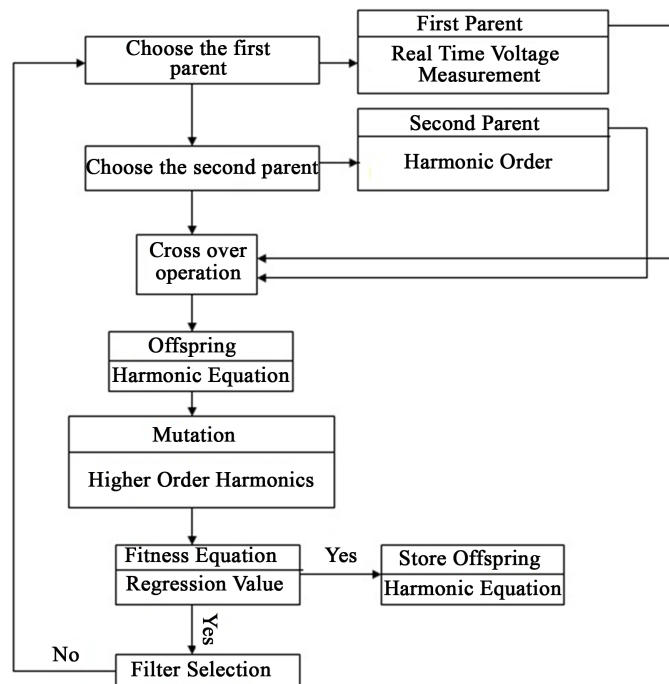 Choose the first
parent
First Parent
Real Time Voltage
Measurement
Choose the second parent
Second Parent
Harmonic Order
Cross over
operation
Offspring
Harmonic Equation
Mutation
Higher Order Harmonics
Fitness Equation
Regression Value
Yes
Store Offspring
Harmonic Equation
Yes
No
Filter Selection